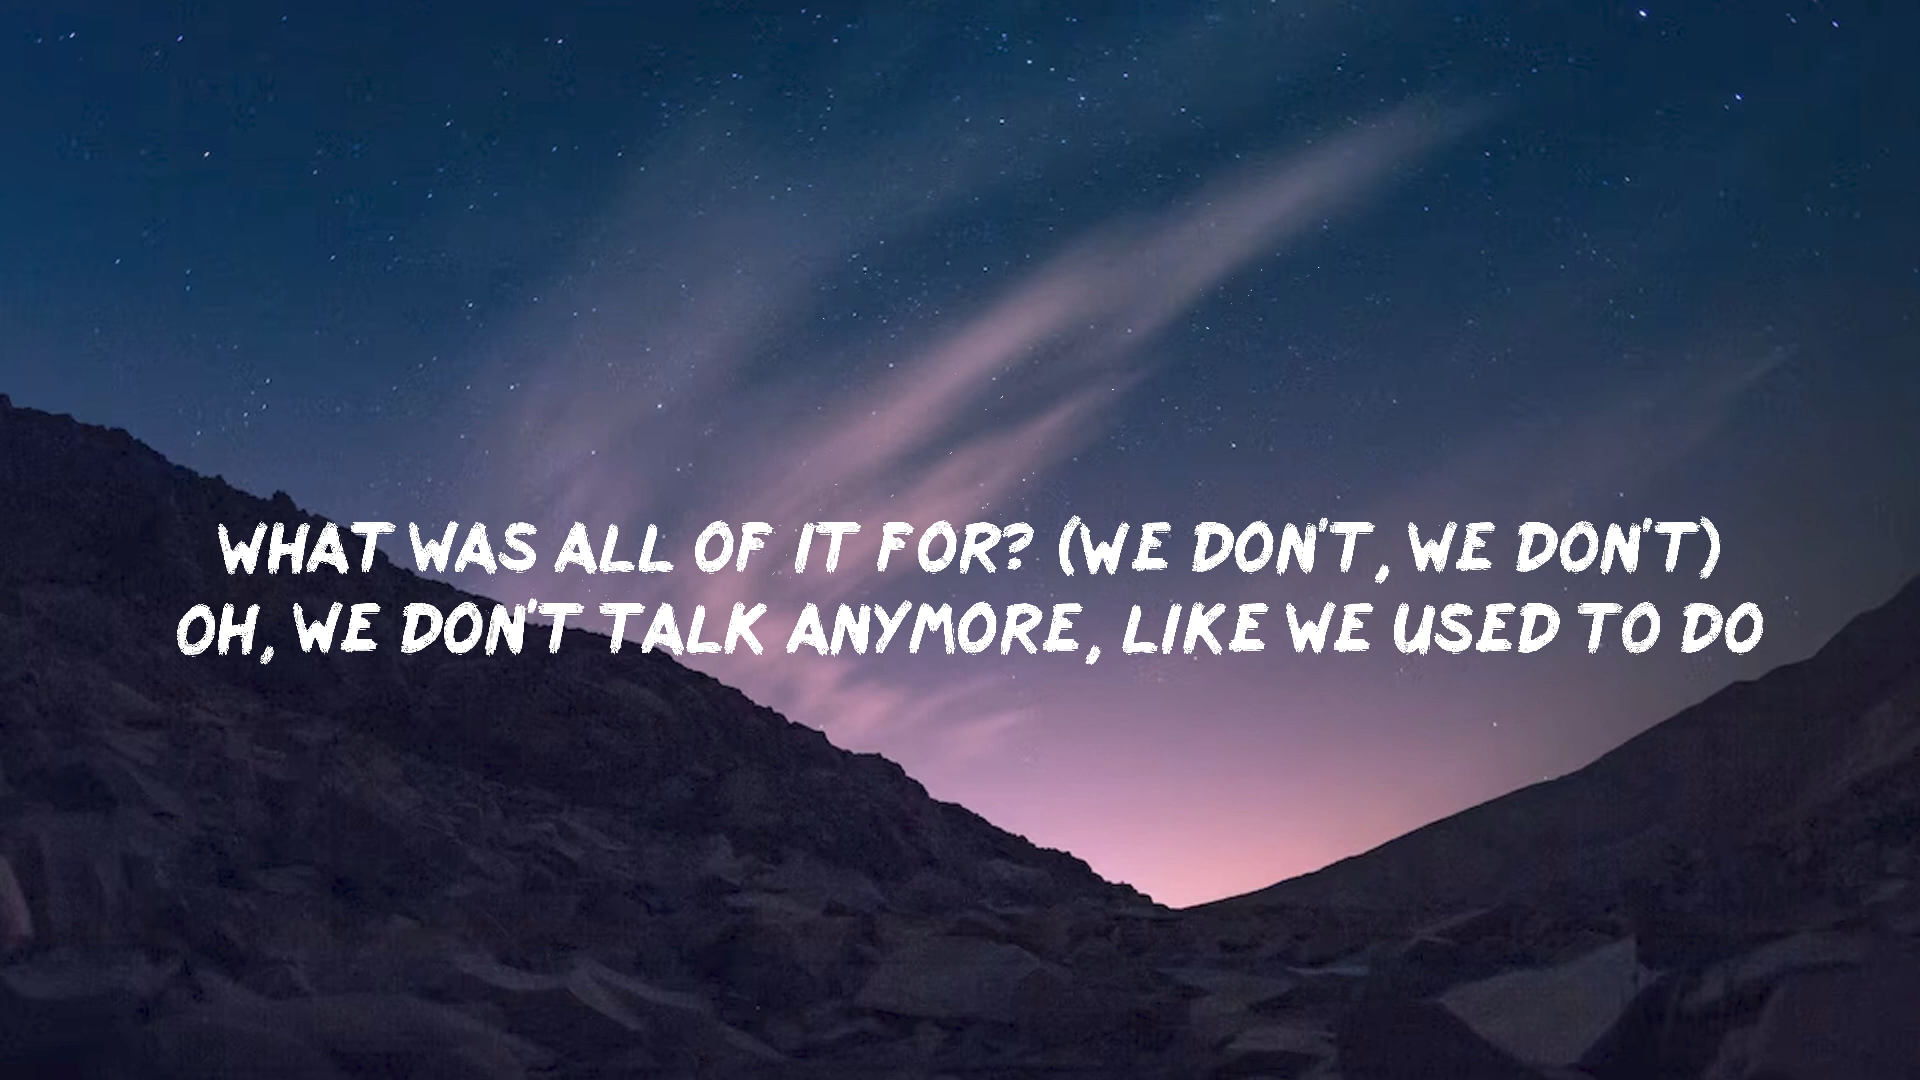 WHAT WAS ALL OF IT FOR? (WE DON'T, WE DON'T)
OH, WE DON'T TALK ANYMORE, LIKE WE USED TO DO